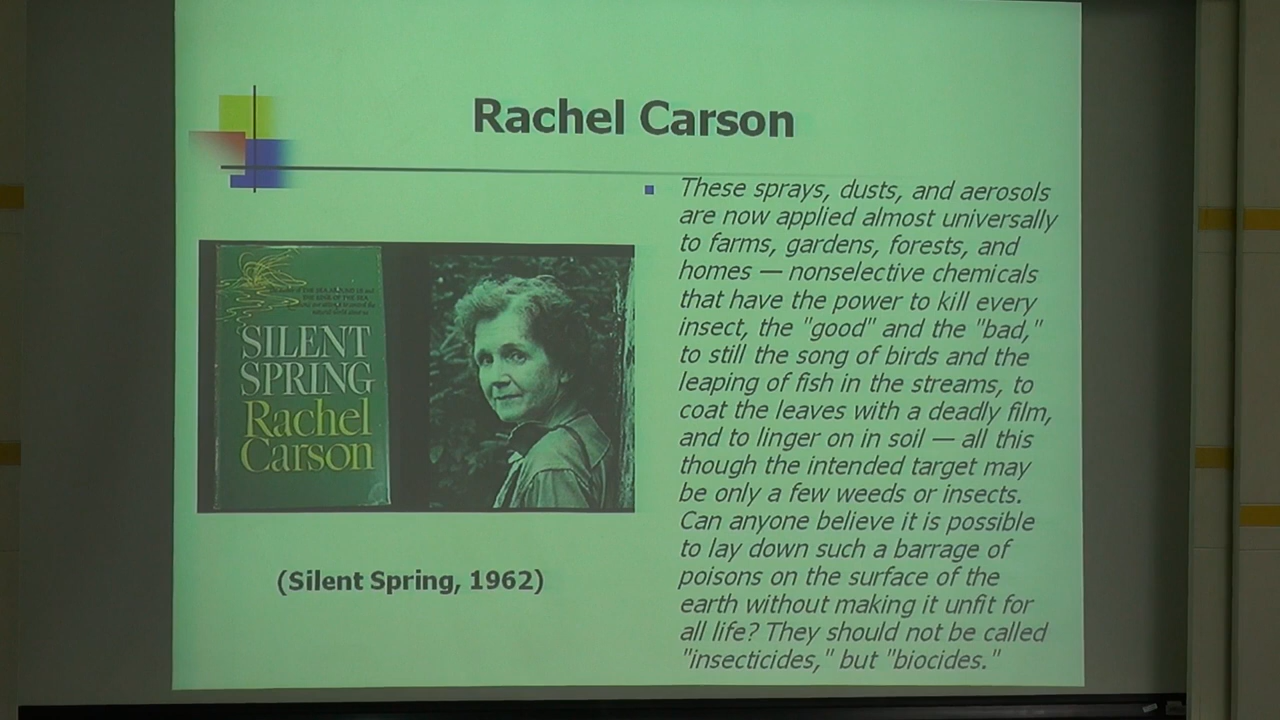 Rachel Carson
These sprays, dusts, and aerosols
are now applied almost universally
to farms, gardens, forests, and
homes — nonselective chemicals
that have the power to kill every
insect, the "good" and the "bad,"
to still the song of birds and the
leaping of fish in the streams, to
coat the leaves with a deadly film,
and to linger on in soil — all this
though the intended target may
be only a few weeds or insects.
Can anyone believe it is possible
to lay down such a barrage of
poisons on the surface of the
earth without making it unfit for
all life? They should not be called
"insecticides," but "biocides."
SILENT
SPRING
Rachel
Carson
(Silent Spring, 1962)